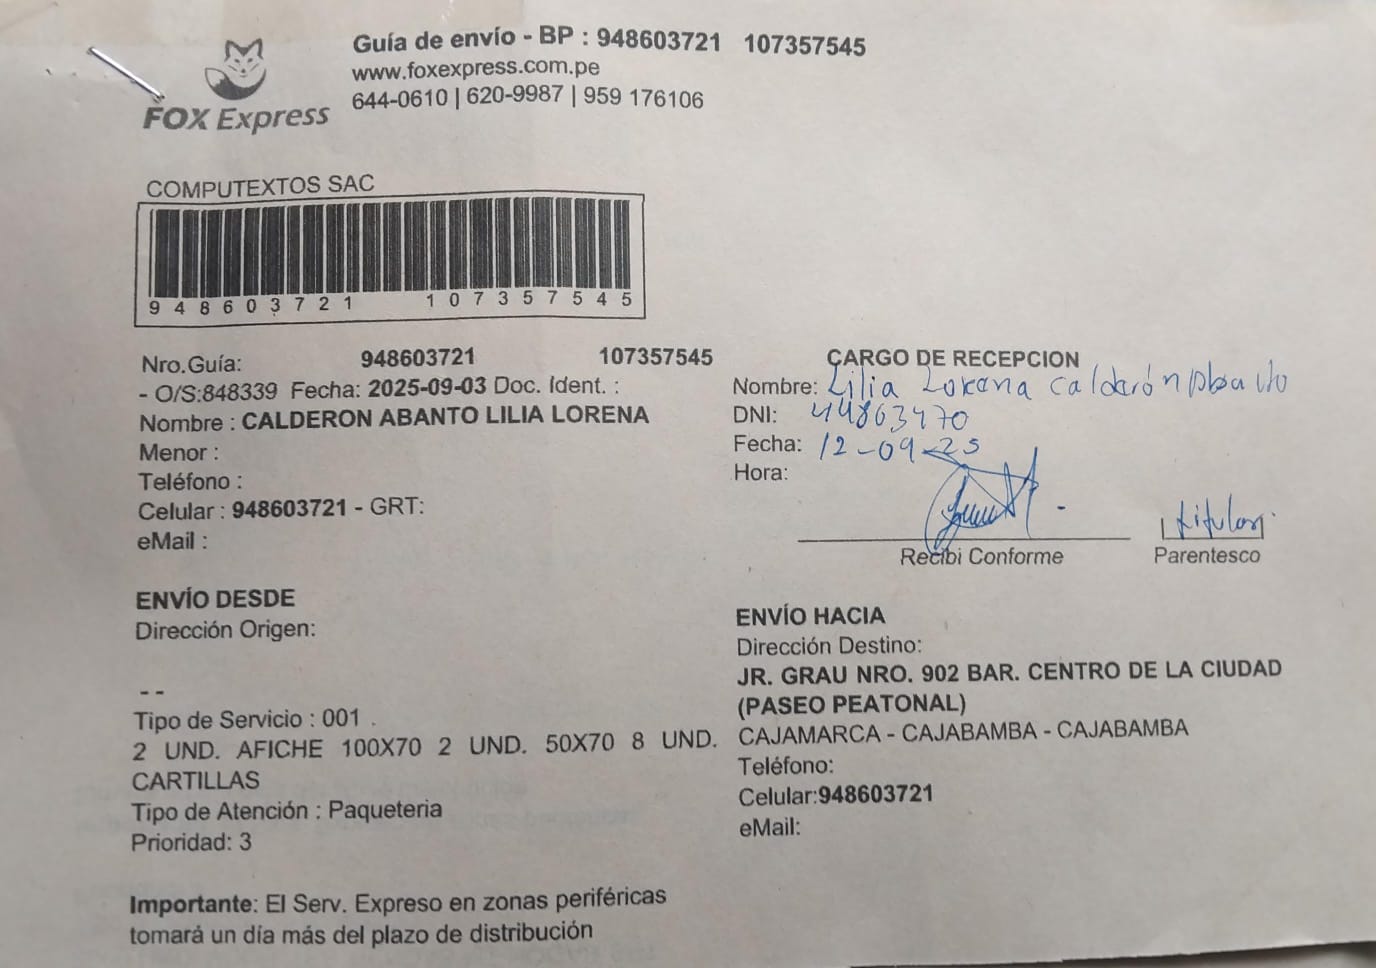 Guía de envío - BP : 948603721 107357545
www.foxexpress.com.pe
644-0610 | 620-9987 | 959 176106
FOX Express
COMPUTEXTOS SAC
948603721 107357545
Nro.Guía: 948603721 107357545
- O/S:848339 Fecha: 2025-09-03 Doc. Ident. :
Nombre : CALDERON ABANTO LILIA LORENA
Menor :
Teléfono :
Celular : 948603721 - GRT:
eMail :
CARGO DE RECEPCION
Nombre: Lilia Lorena Calderón Abanto
DNI: 44863470
Fecha: 12-09-25
Hora:
titular.
Recibi Conforme Parentesco
ENVÍO DESDE
Dirección Origen:
- -
Tipo de Servicio : 001 .
2 UND. AFICHE 100X70 2 UND. 50X70 8 UND.
CARTILLAS
Tipo de Atención : Paqueteria
Prioridad: 3
ENVÍO HACIA
Dirección Destino:
JR. GRAU NRO. 902 BAR. CENTRO DE LA CIUDAD
(PASEO PEATONAL)
CAJAMARCA - CAJABAMBA - CAJABAMBA
Teléfono:
Celular:948603721
eMail:
Importante: El Serv. Expreso en zonas periféricas
tomará un día más del plazo de distribución